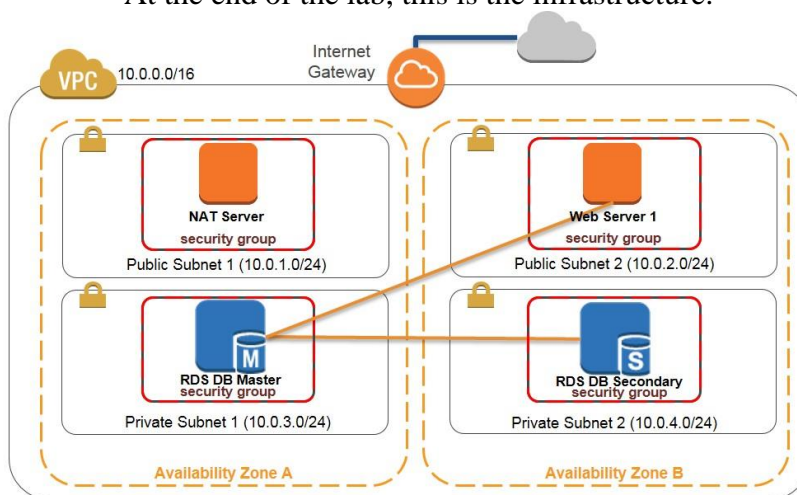 At the end of the lab, this is the infrastructure:
Internet
Gateway
VPC
10.0.0.0/16
NAT Server
security group
Public Subnet 1 (10.0.1.0/24)
Web Server 1
security group
Public Subnet 2 (10.0.2.0/24)
M
RDS DB Master
security group
Private Subnet 1 (10.0.3.0/24)
S
RDS DB Secondary
security group
Private Subnet 2 (10.0.4.0/24)
Availability Zone A
Availability Zone B